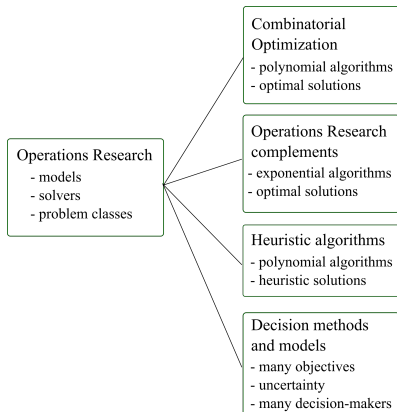 Operations Research
- models
- solvers
- problem classes
Combinatorial
Optimization
- polynomial algorithms
- optimal solutions
Operations Research
complements
- exponential algorithms
- optimal solutions
Heuristic algorithms
- polynomial algorithms
- heuristic solutions
Decision methods
and models
- many objectives
- uncertainty
- many decision-makers